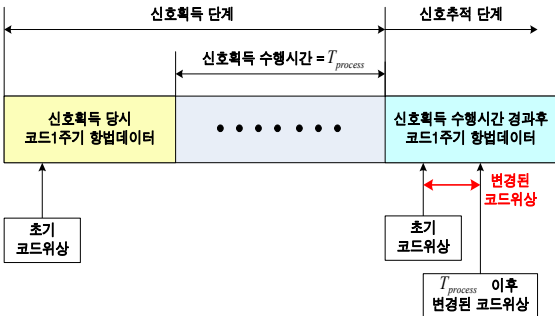 신호획득 단계
신호추적 단계
신호획득 수행시간 = T_process
신호획득 당시
코드1주기 항법데이터
신호획득 수행시간 경과후
코드1주기 항법데이터
변경된
코드위상
초기
코드위상
초기
코드위상
T_process 이후
변경된 코드위상